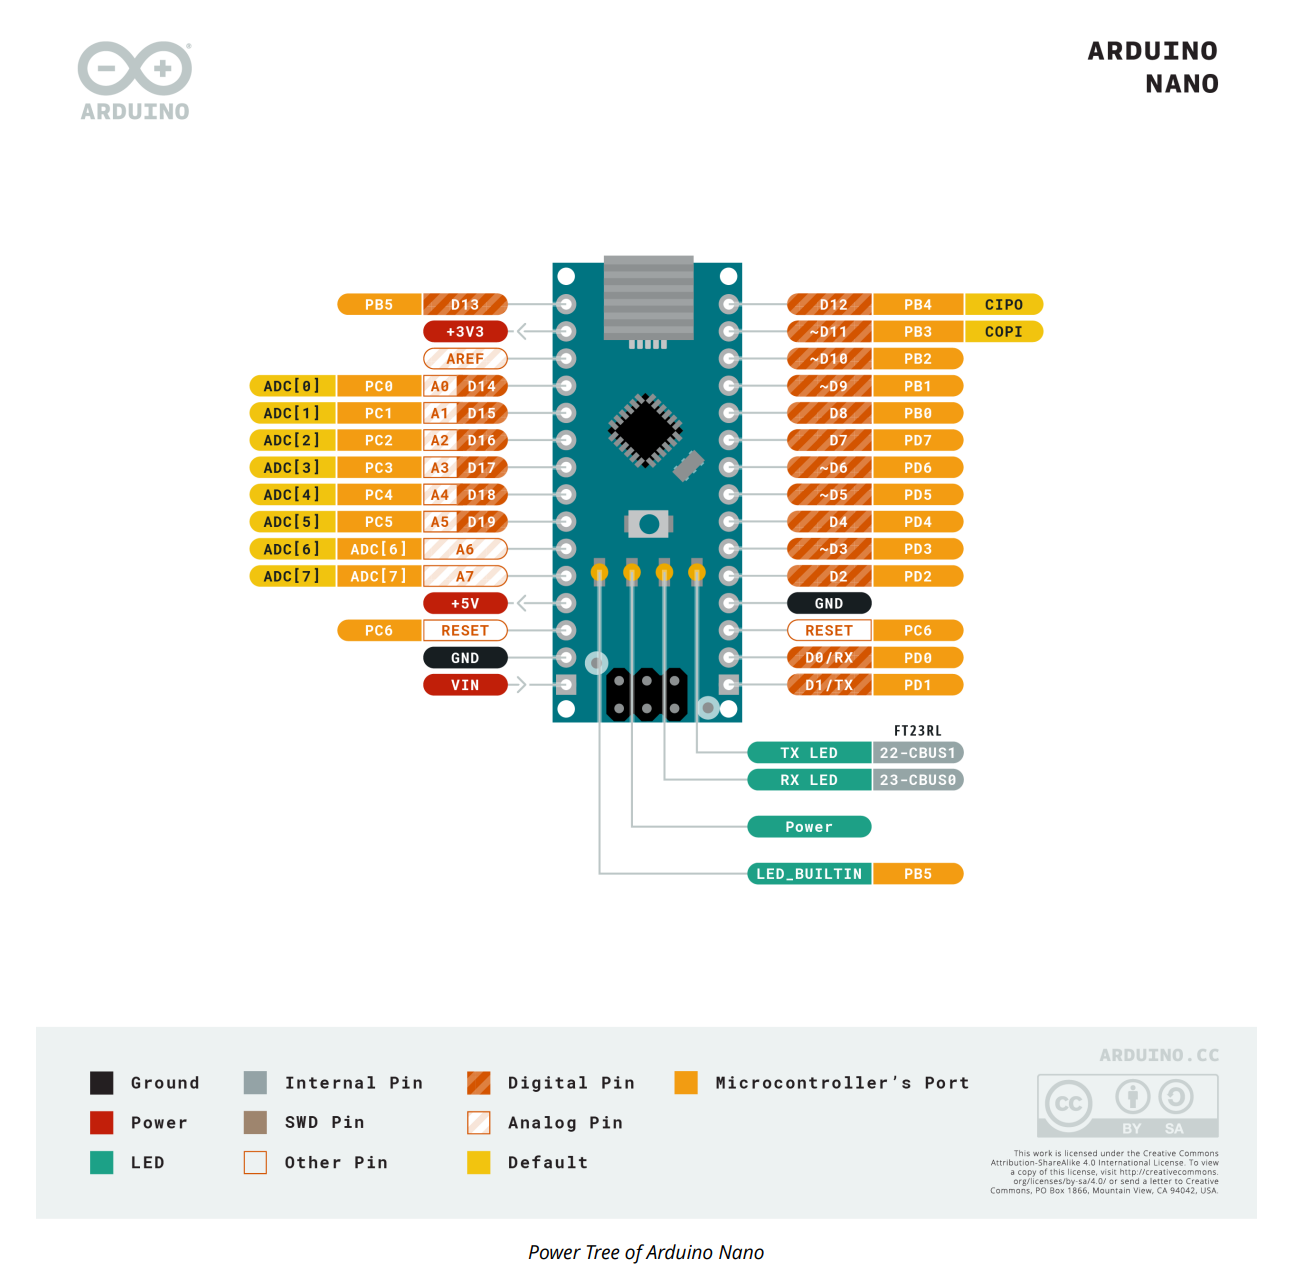 ARDUINO
ARDUINO
NANO
PB5 D13
+3V3
AREF
ADC[0] PC0 A0 D14
ADC[1] PC1 A1 D15
ADC[2] PC2 A2 D16
ADC[3] PC3 A3 D17
ADC[4] PC4 A4 D18
ADC[5] PC5 A5 D19
ADC[6] ADC[6] A6
ADC[7] ADC[7] A7
+5V
PC6 RESET
GND
VIN
D12 PB4 CIPO
~D11 PB3 COPI
~D10 PB2
~D9 PB1
D8 PB0
D7 PD7
~D6 PD6
~D5 PD5
D4 PD4
~D3 PD3
D2 PD2
GND
RESET PC6
D0/RX PD0
D1/TX PD1
FT23RL
TX LED 22-CBUS1
RX LED 23-CBUS0
Power
LED_BUILTIN PB5
Ground
Power
LED
Internal Pin
SWD Pin
Other Pin
Digital Pin
Analog Pin
Default
Microcontroller’s Port
ARDUINO.CC
CC
BY SA
This work is licensed under the Creative Commons
Attribution-ShareAlike 4.0 International License. To view
a copy of this license, visit http://creativecommons.
org/licenses/by-sa/4.0/ or send a letter to Creative
Commons, PO Box 1866, Mountain View, CA 94042, USA.
Power Tree of Arduino Nano